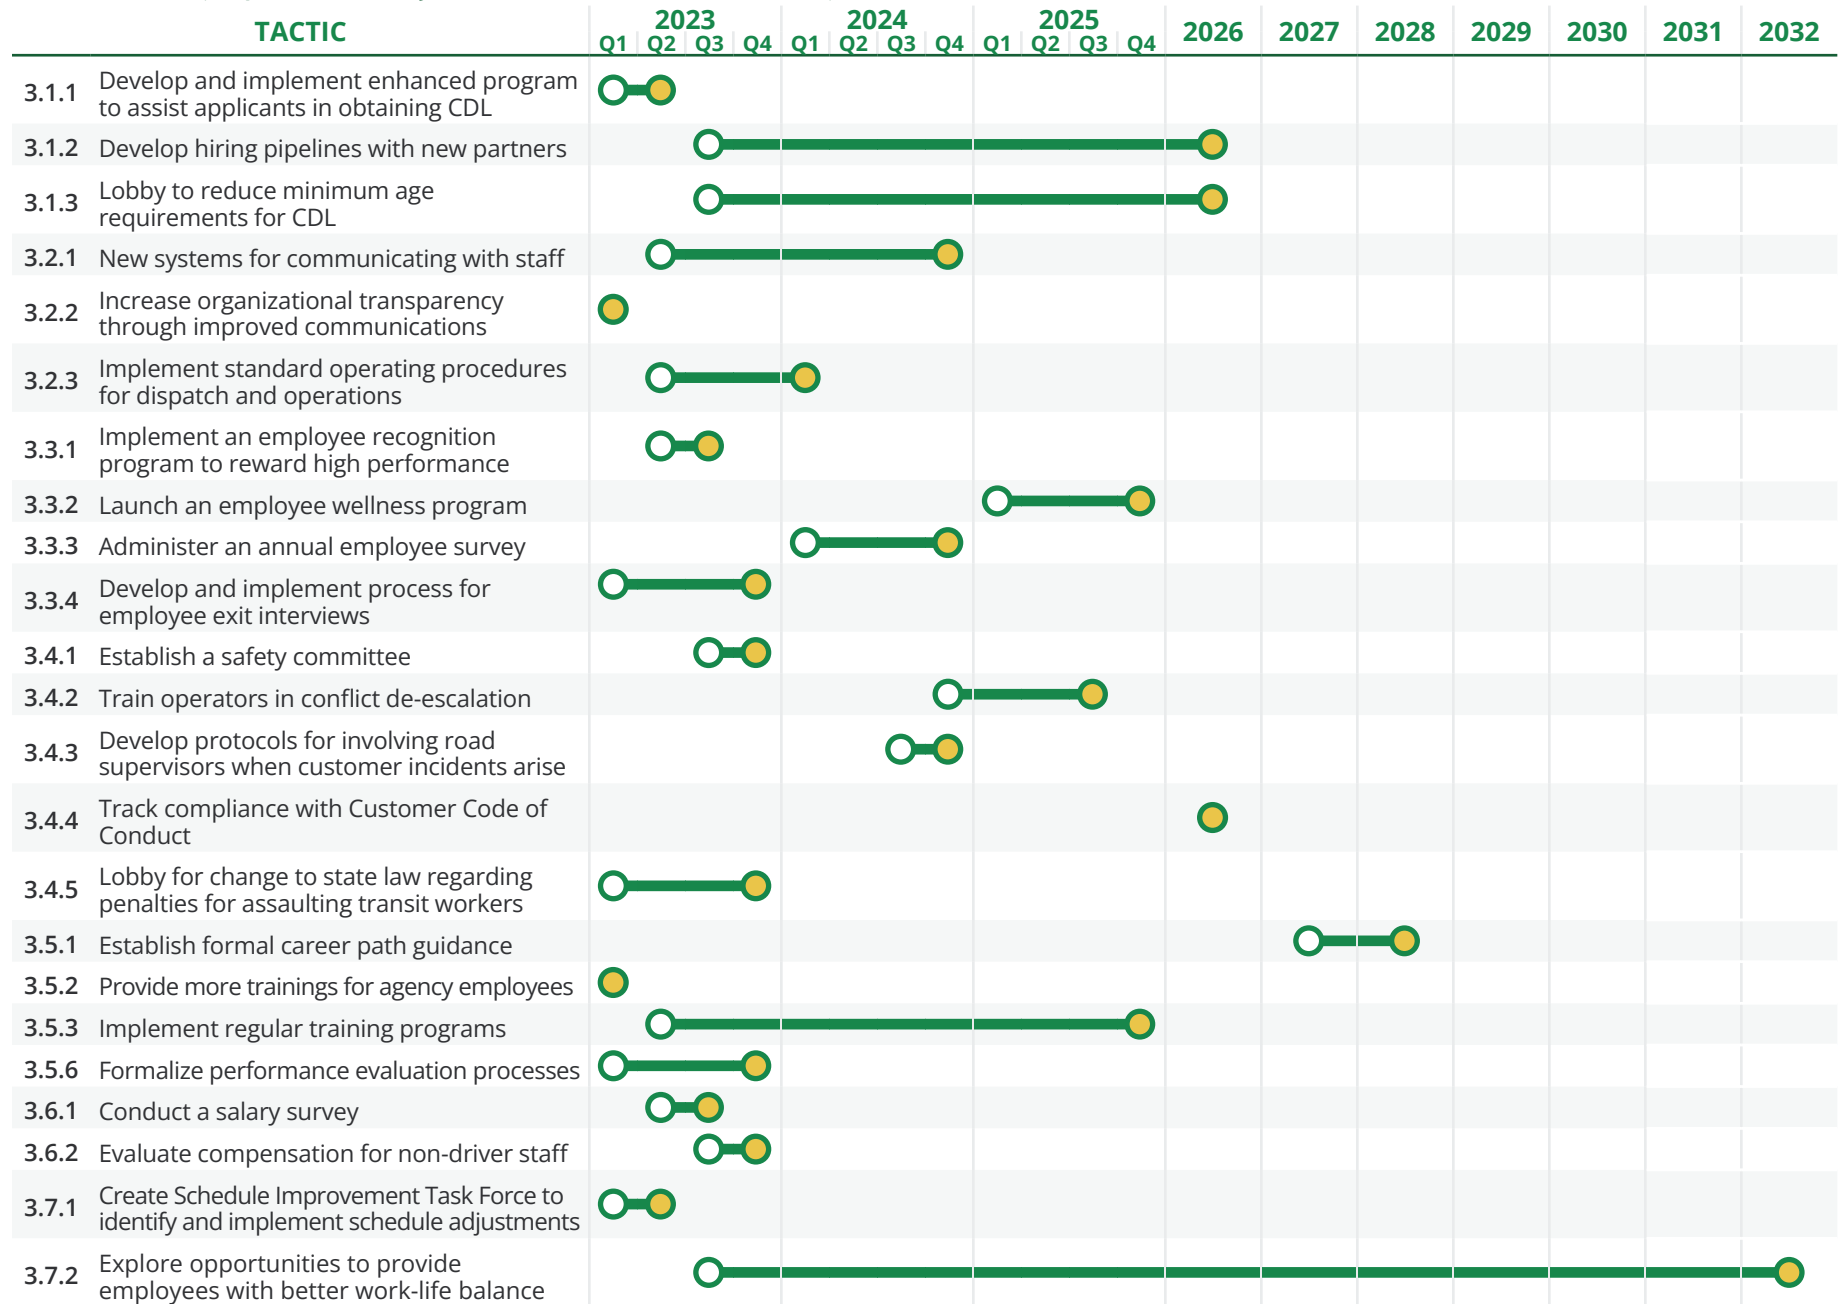 TACTIC
2023 2024 2025 2026 2027 2028 2029 2030 2031 2032
Q1 Q2 Q3 Q4 Q1 Q2 Q3 Q4 Q1 Q2 Q3 Q4
3.1.1 Develop and implement enhanced program
to assist applicants in obtaining CDL
3.1.2 Develop hiring pipelines with new partners
3.1.3 Lobby to reduce minimum age
requirements for CDL
3.2.1 New systems for communicating with staff
3.2.2 Increase organizational transparency
through improved communications
3.2.3 Implement standard operating procedures
for dispatch and operations
3.3.1 Implement an employee recognition
program to reward high performance
3.3.2 Launch an employee wellness program
3.3.3 Administer an annual employee survey
3.3.4 Develop and implement process for
employee exit interviews
3.4.1 Establish a safety committee
3.4.2 Train operators in conflict de-escalation
3.4.3 Develop protocols for involving road
supervisors when customer incidents arise
3.4.4 Track compliance with Customer Code of
Conduct
3.4.5 Lobby for change to state law regarding
penalties for assaulting transit workers
3.5.1 Establish formal career path guidance
3.5.2 Provide more trainings for agency employees
3.5.3 Implement regular training programs
3.5.6 Formalize performance evaluation processes
3.6.1 Conduct a salary survey
3.6.2 Evaluate compensation for non-driver staff
3.7.1 Create Schedule Improvement Task Force to
identify and implement schedule adjustments
3.7.2 Explore opportunities to provide
employees with better work-life balance